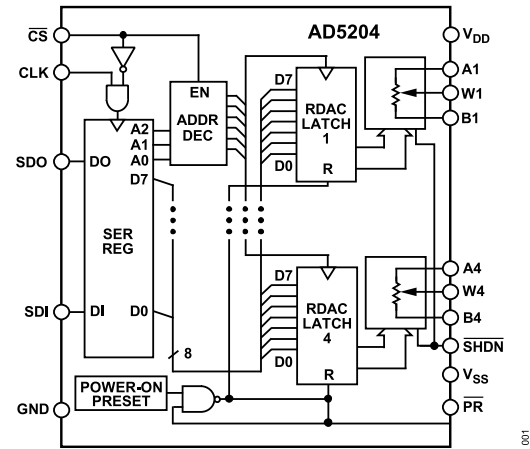 AD5204
CS
CLK
SDO
SDI
GND
EN
ADDR
DEC
A2
A1
A0
D7
DO
SER
REG
DI
D0
8
POWER-ON
PRESET
D7
D0
RDAC
LATCH
1
R
D7
D0
RDAC
LATCH
4
R
VDD
A1
W1
B1
A4
W4
B4
SHDN
VSS
PR
001